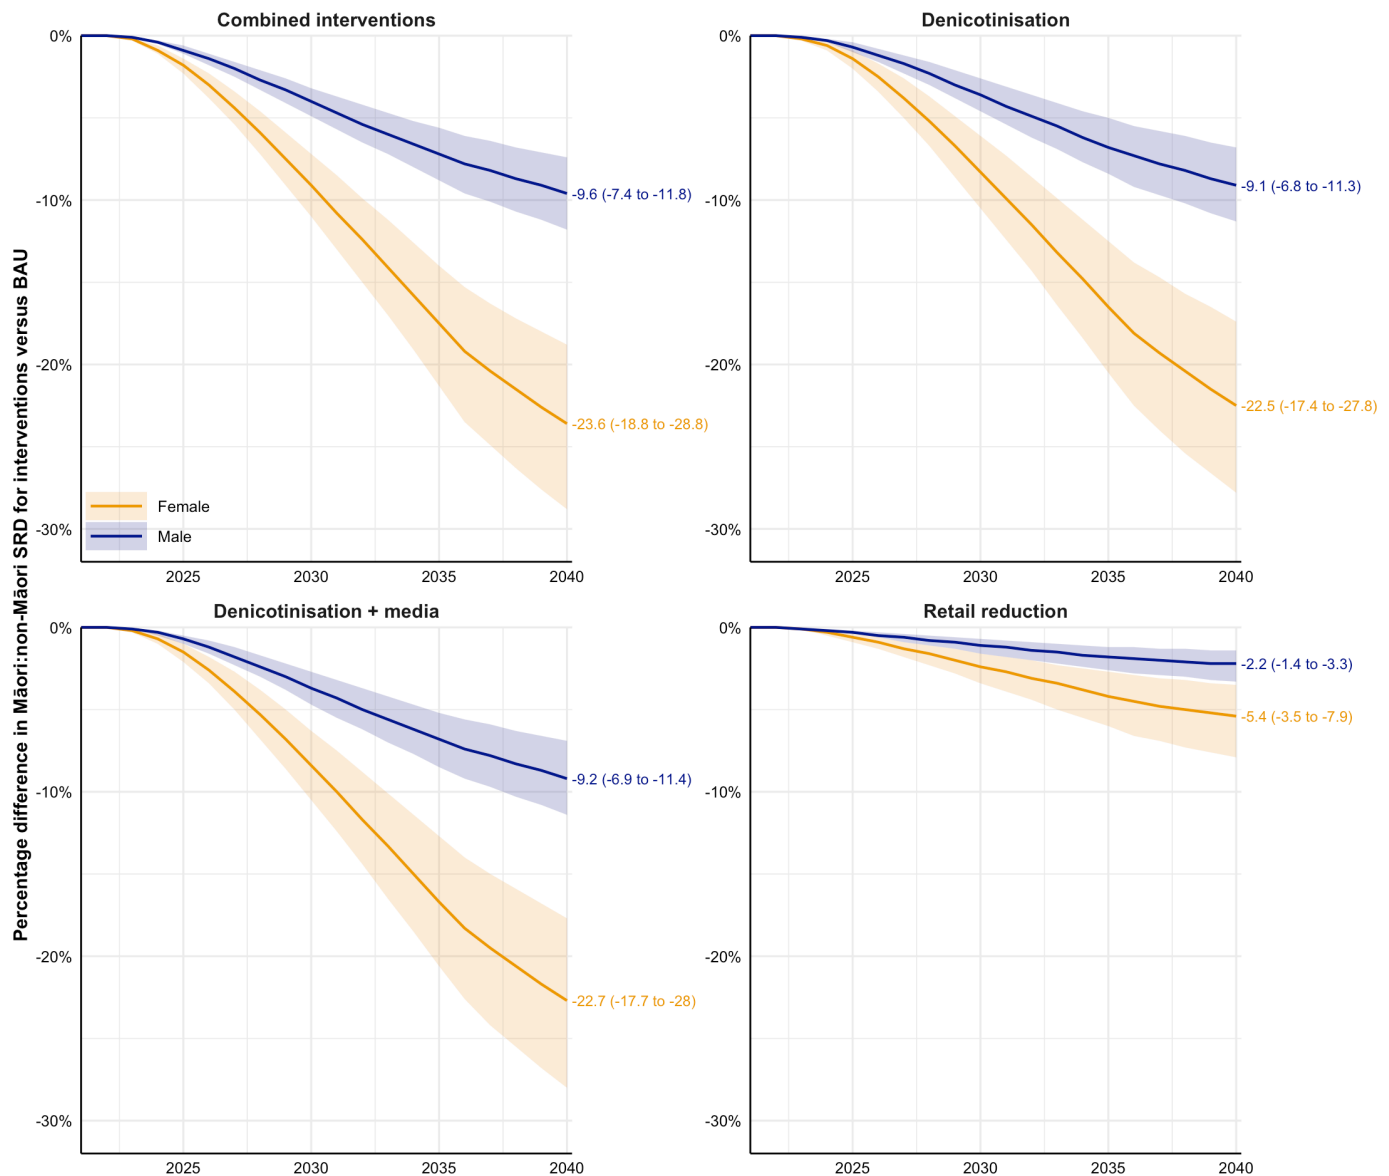 Percentage difference in Māori:non-Māori SRD for interventions versus BAU
Combined interventions
0%
-10%
-20%
-30%
-9.6 (-7.4 to -11.8)
-23.6 (-18.8 to -28.8)
Female
Male
2025 2030 2035 2040
Denicotinisation
0%
-10%
-20%
-30%
-9.1 (-6.8 to -11.3)
-22.5 (-17.4 to -27.8)
2025 2030 2035 2040
Denicotinisation + media
0%
-10%
-20%
-30%
-9.2 (-6.9 to -11.4)
-22.7 (-17.7 to -28)
2025 2030 2035 2040
Retail reduction
0%
-10%
-20%
-30%
-2.2 (-1.4 to -3.3)
-5.4 (-3.5 to -7.9)
2025 2030 2035 2040